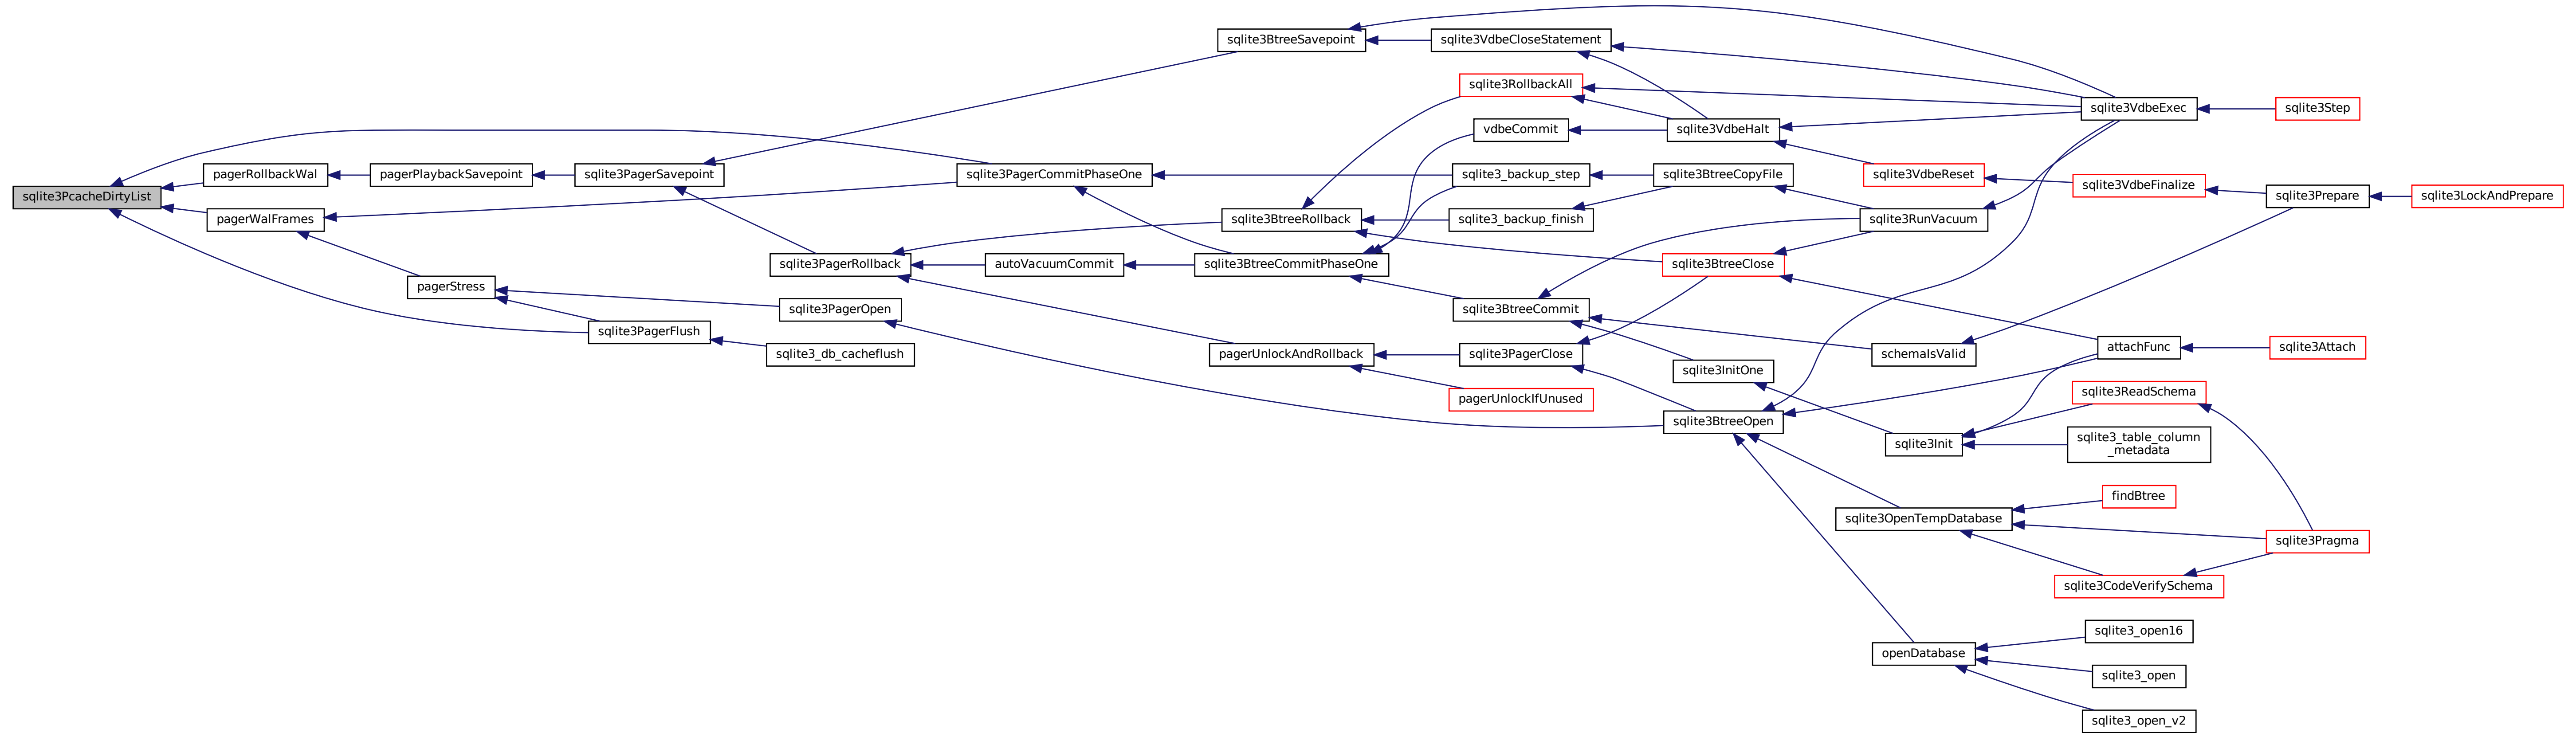 sqlite3PcacheDirtyList
pagerRollbackWal
pagerWalFrames
pagerPlaybackSavepoint
pagerStress
sqlite3PagerSavepoint
sqlite3PagerFlush
sqlite3PagerRollback
sqlite3PagerOpen
sqlite3_db_cacheflush
sqlite3PagerCommitPhaseOne
autoVacuumCommit
sqlite3BtreeSavepoint
sqlite3BtreeRollback
sqlite3BtreeCommitPhaseOne
pagerUnlockAndRollback
sqlite3VdbeCloseStatement
sqlite3RollbackAll
vdbeCommit
sqlite3_backup_step
sqlite3_backup_finish
sqlite3BtreeCommit
sqlite3PagerClose
pagerUnlockIfUnused
sqlite3VdbeHalt
sqlite3BtreeCopyFile
sqlite3BtreeClose
sqlite3InitOne
sqlite3BtreeOpen
sqlite3VdbeReset
sqlite3RunVacuum
schemaIsValid
sqlite3Init
sqlite3OpenTempDatabase
openDatabase
sqlite3VdbeExec
sqlite3VdbeFinalize
attachFunc
sqlite3ReadSchema
sqlite3_table_column
_metadata
findBtree
sqlite3CodeVerifySchema
sqlite3_open16
sqlite3_open
sqlite3_open_v2
sqlite3Step
sqlite3Prepare
sqlite3Attach
sqlite3Pragma
sqlite3LockAndPrepare